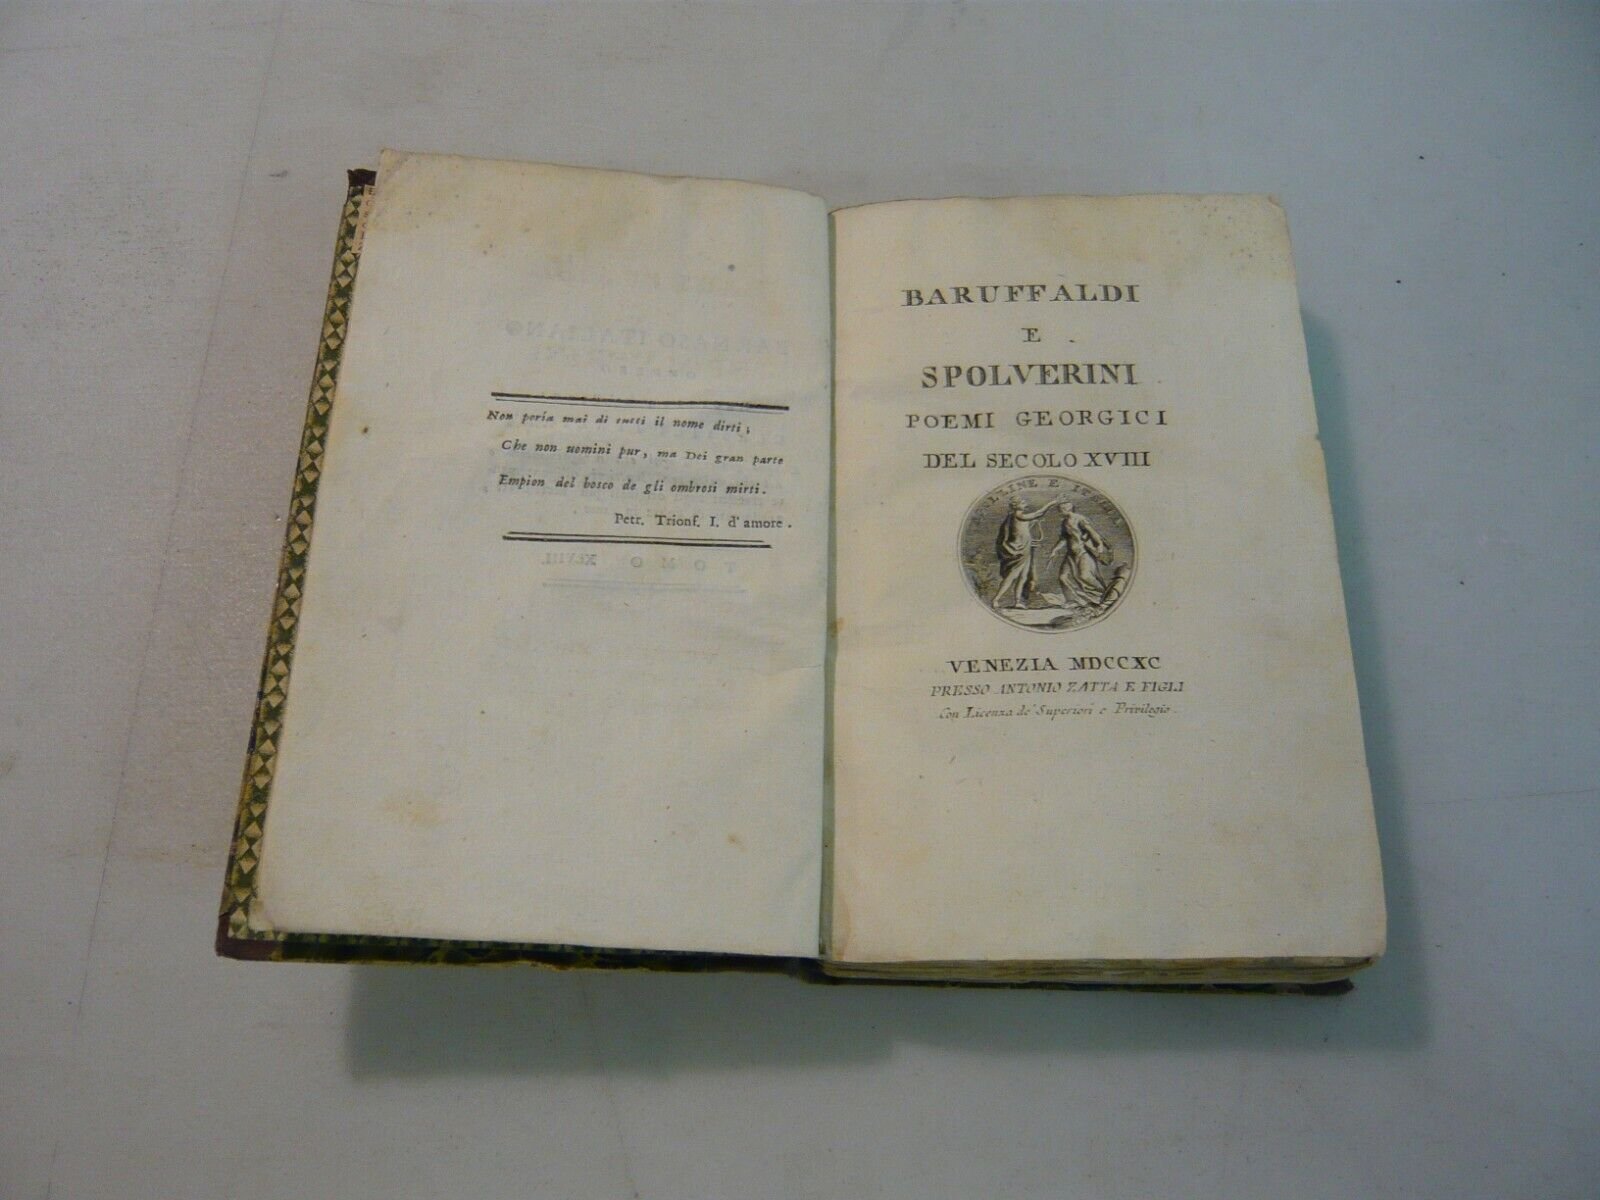 Non poría mai di tutti il nome dirti;
Che non uomini pur, ma Dei gran parte
Empion del bosco de gli ombrosi mirti.
Petr. Trionf. I. d'amore.
BARUFFALDI
E
SPOLVERINI
POEMI GEORGICI
DEL SECOLO XVIII
E
VENEZIA MDCCXC
PRESSO ANTONIO ZATTA E FIGLI
Con Licenza de' Superiori e Privilegio.